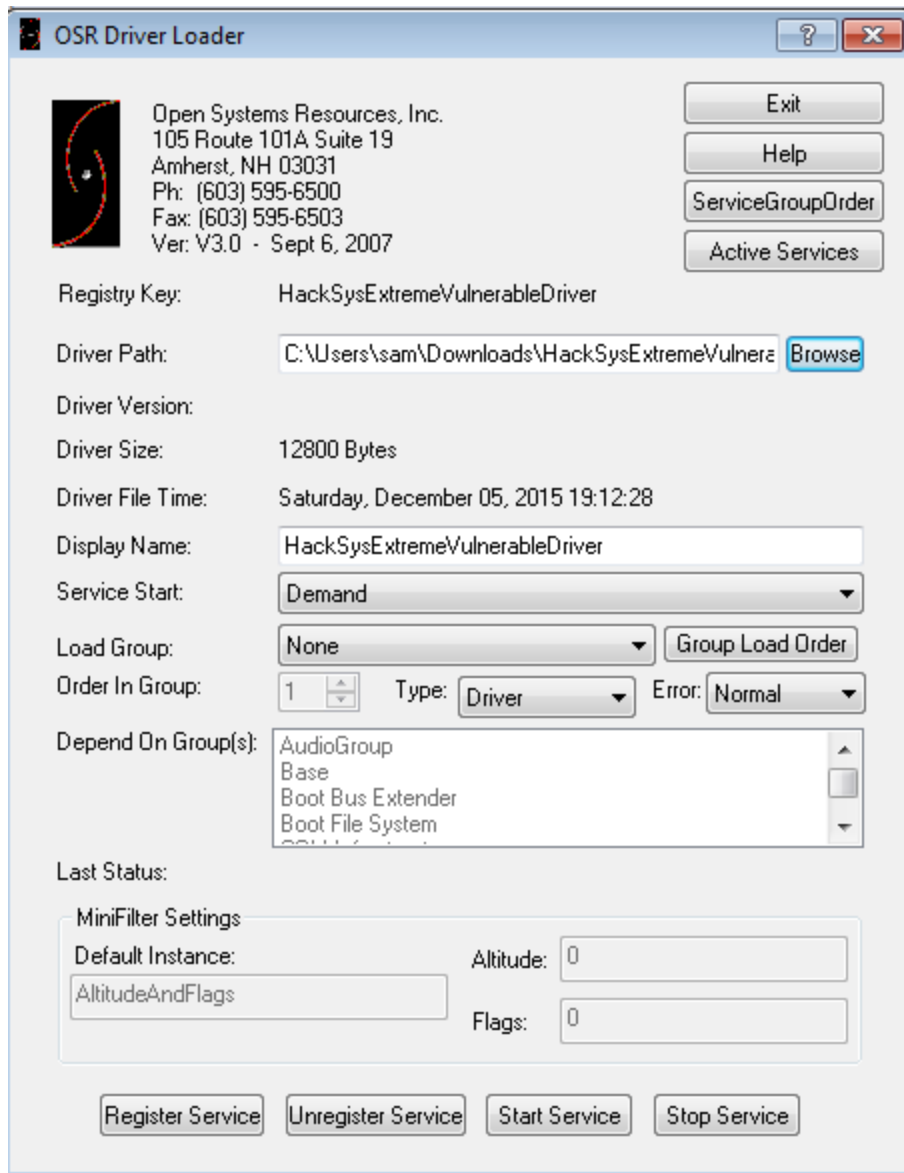 OSR Driver Loader
?
Open Systems Resources, Inc.
105 Route 101A Suite 19
Amherst, NH 03031
Ph: (603) 595-6500
Fax: (603) 595-6503
Ver: V3.0 - Sept 6, 2007
Exit
Help
ServiceGroupOrder
Active Services
Registry Key: HackSysExtremeVulnerableDriver
Driver Path: C:\Users\sam\Downloads\HackSysExtremeVulnera Browse
Driver Version:
Driver Size: 12800 Bytes
Driver File Time: Saturday, December 05, 2015 19:12:28
Display Name: HackSysExtremeVulnerableDriver
Service Start: Demand
Load Group: None Group Load Order
Order In Group: 1 Type: Driver Error: Normal
Depend On Group(s): AudioGroup
Base
Boot Bus Extender
Boot File System
Last Status:
MiniFilter Settings
Default Instance:
AltitudeAndFlags
Altitude: 0
Flags: 0
Register Service Unregister Service Start Service Stop Service